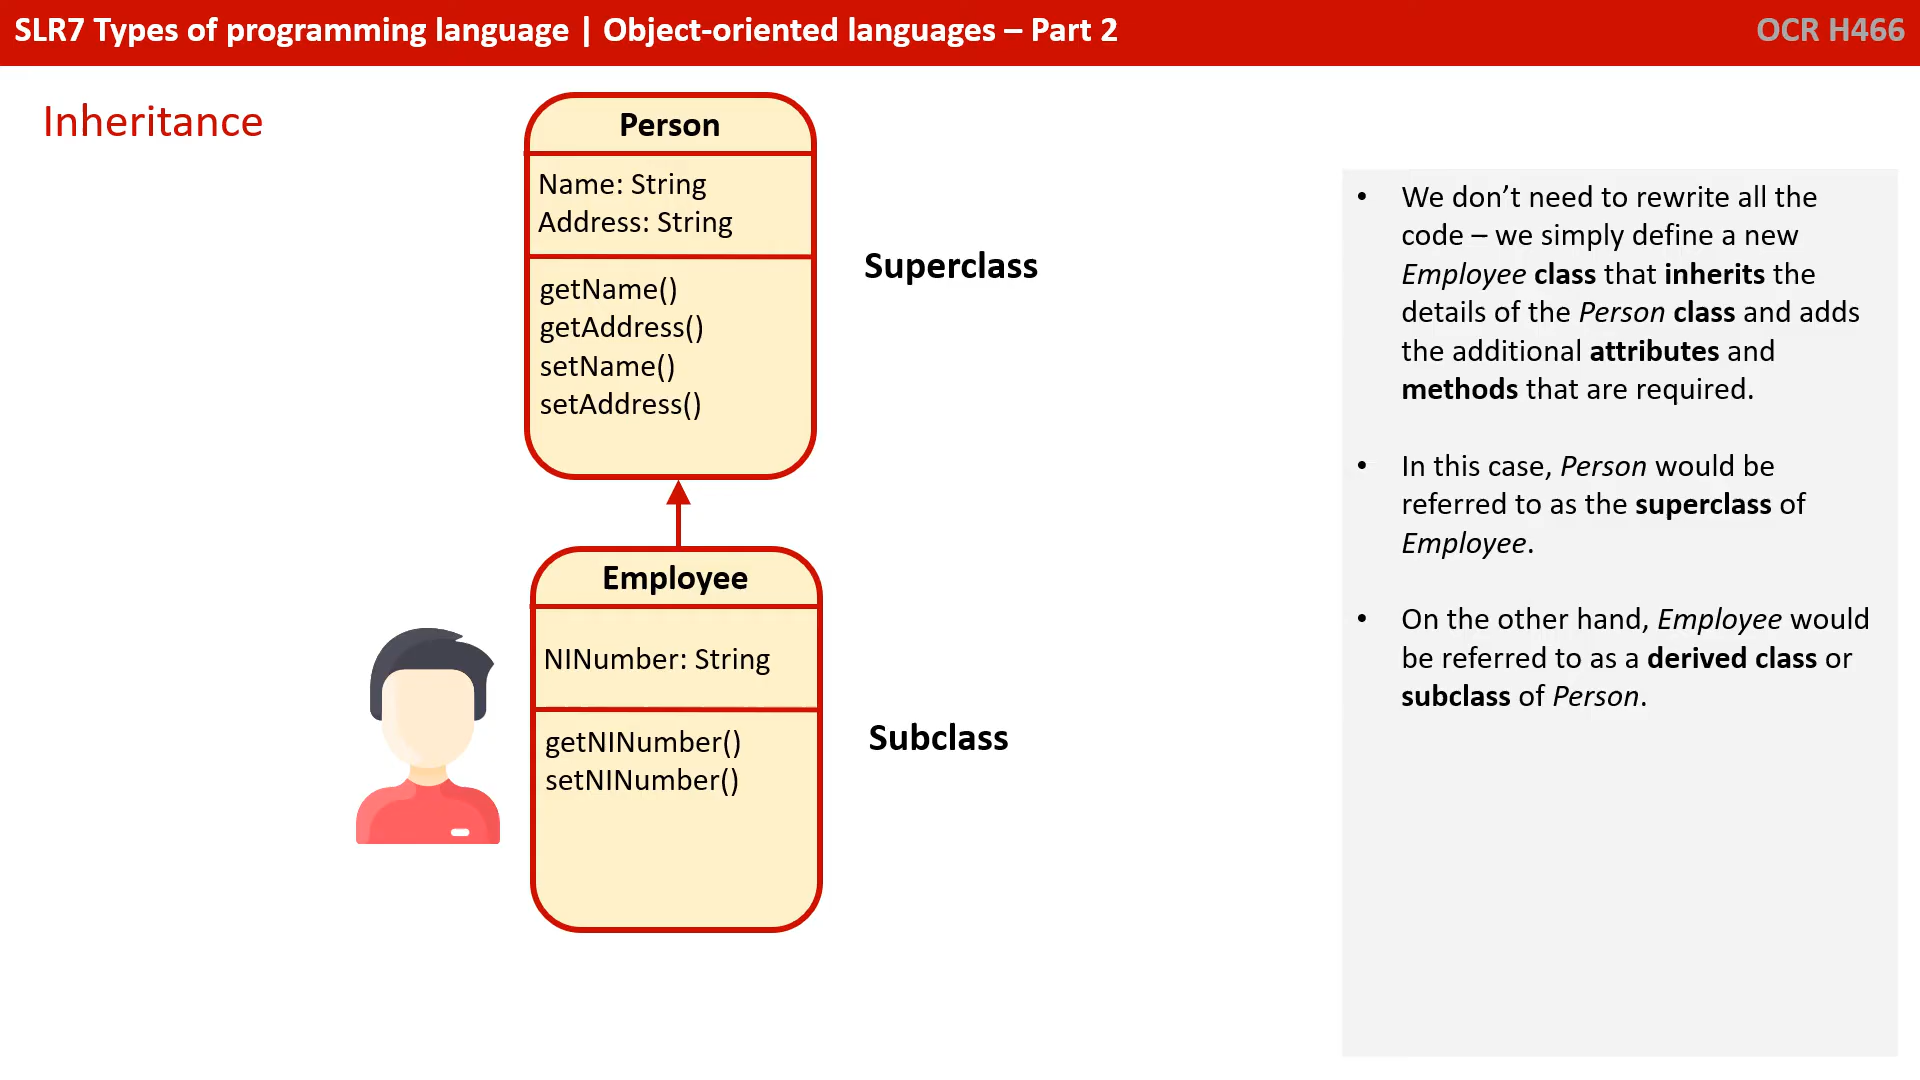 SLR7 Types of programming language | Object-oriented languages – Part 2
OCR H466
Inheritance
Person
Name: String
Address: String
getName()
getAddress()
setName()
setAddress()
Superclass
Employee
NINumber: String
getNINumber()
setNINumber()
Subclass
• We don’t need to rewrite all the
code – we simply define a new
Employee class that inherits the
details of the Person class and adds
the additional attributes and
methods that are required.
• In this case, Person would be
referred to as the superclass of
Employee.
• On the other hand, Employee would
be referred to as a derived class or
subclass of Person.